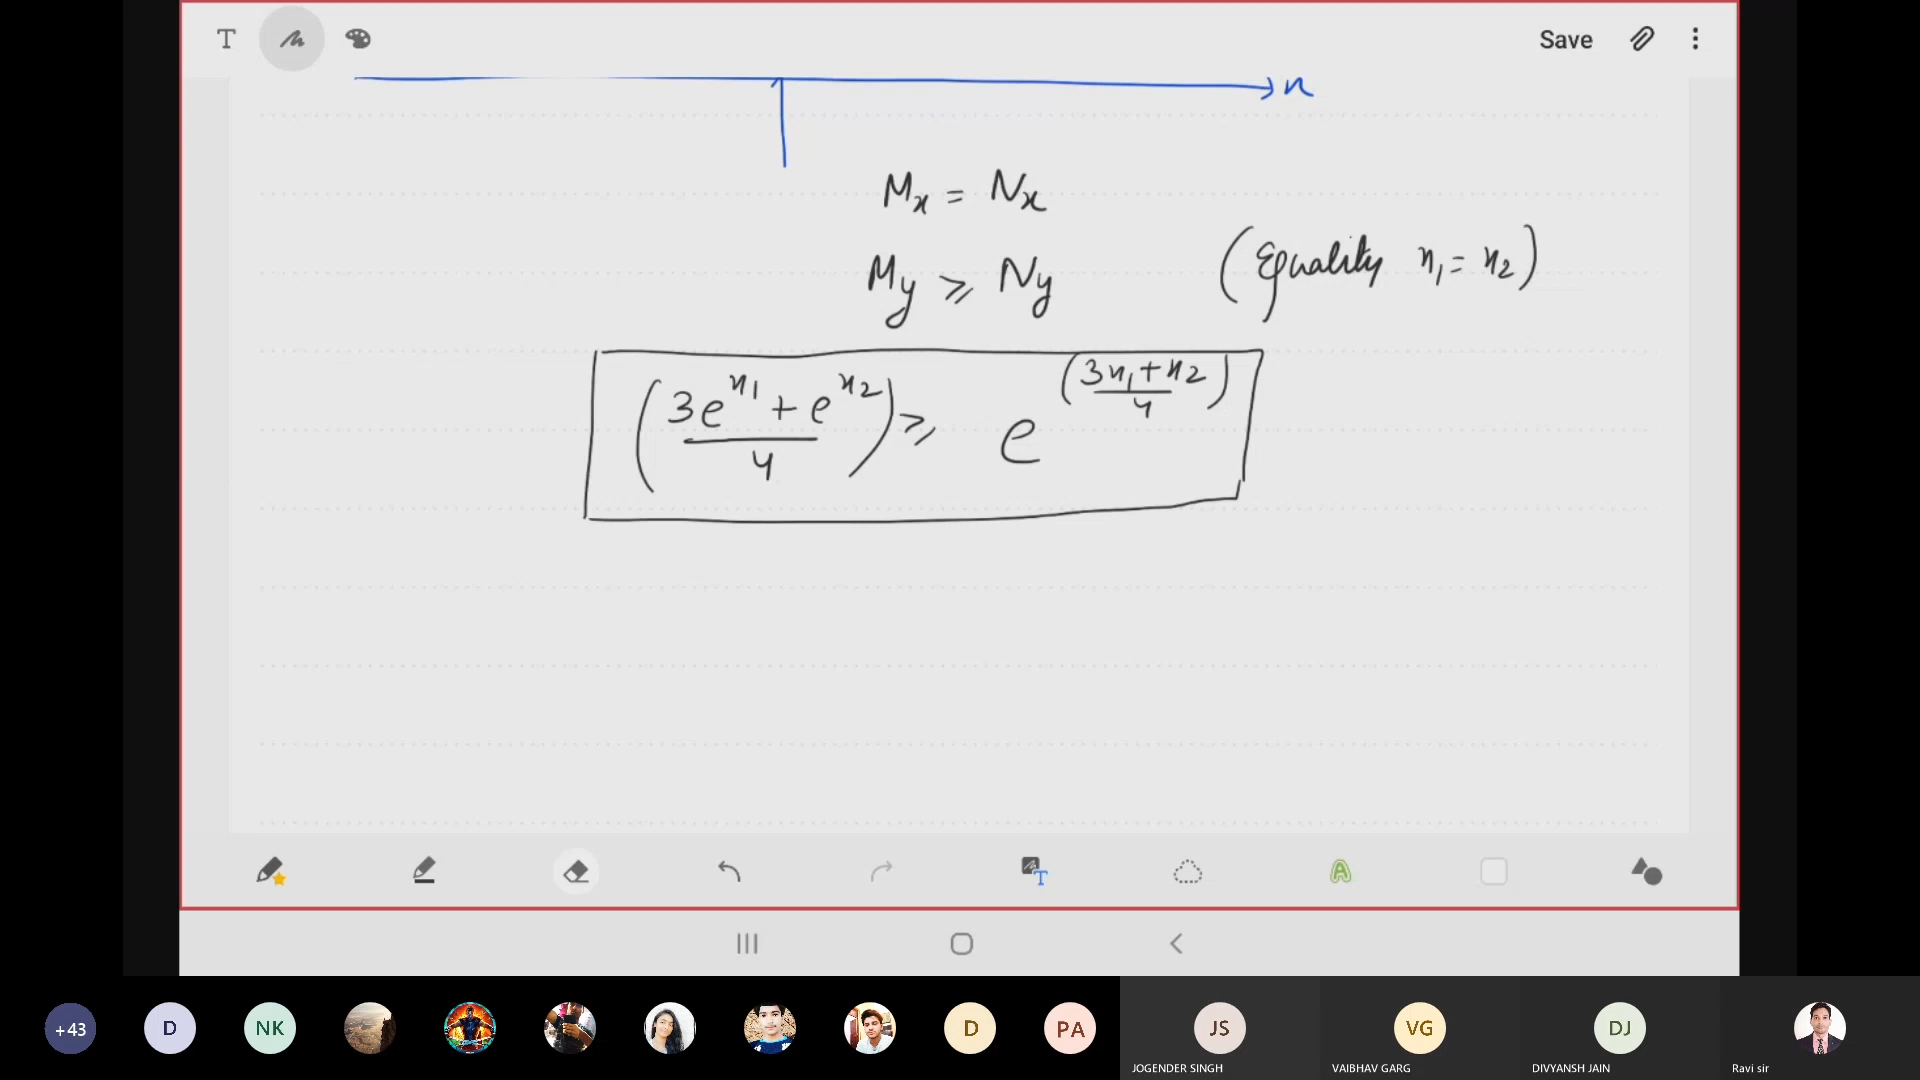 T Save
x
Mx = Nx
My ⩾ Ny (Equality x₁ = x₂)
((3e^x₁ + e^x₂)/4) ⩾ e^((3x₁+x₂)/4)
T A
+43 D NK D PA JS VG DJ
JOGENDER SINGH VAIBHAV GARG DIVYANSH JAIN Ravi sir